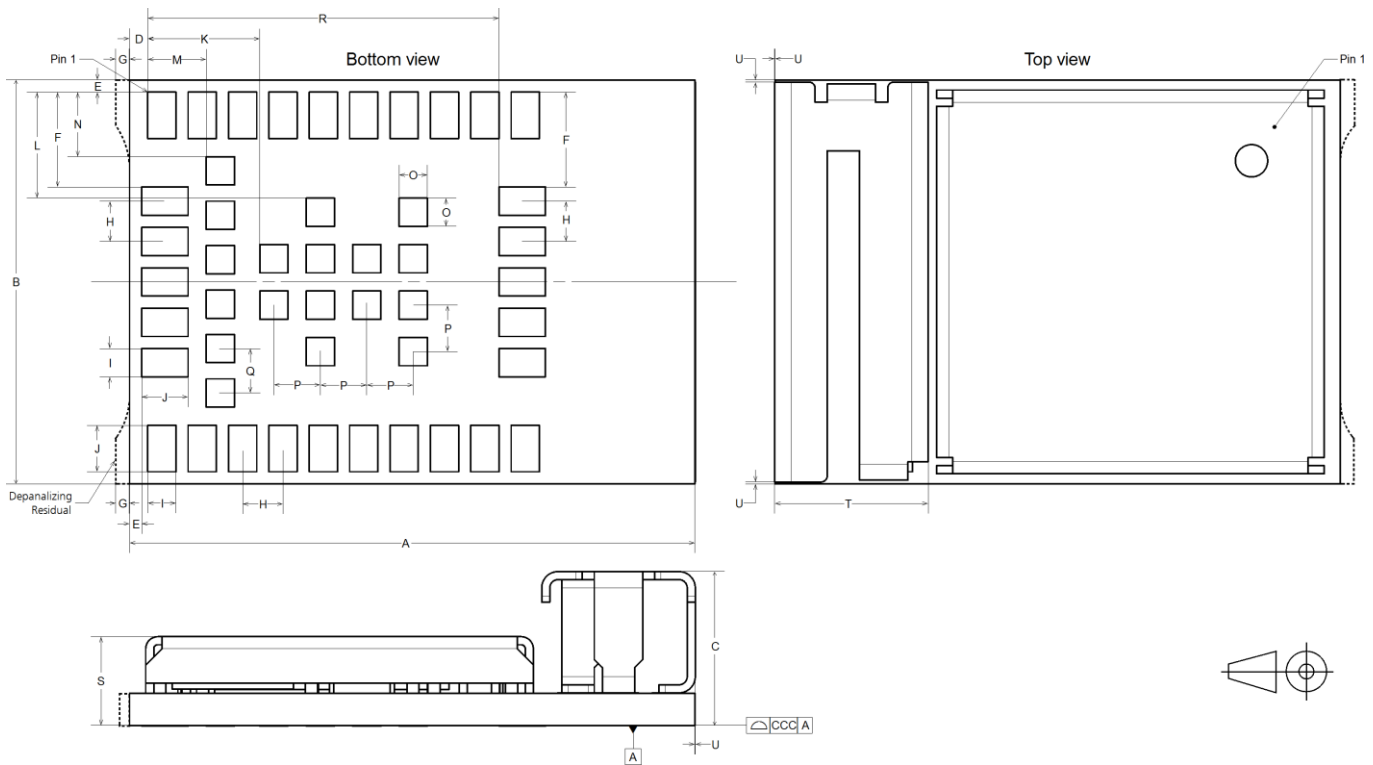 R
D
K
G
M
Bottom view
Pin 1
E
N
L
F
F
O
O
H
H
B
P
I
Q
P
P
P
J
J
Depanalizing
Residual
G
I
H
E
A
U
U
Top view
Pin 1
U
T
C
S
CCC A
A
U